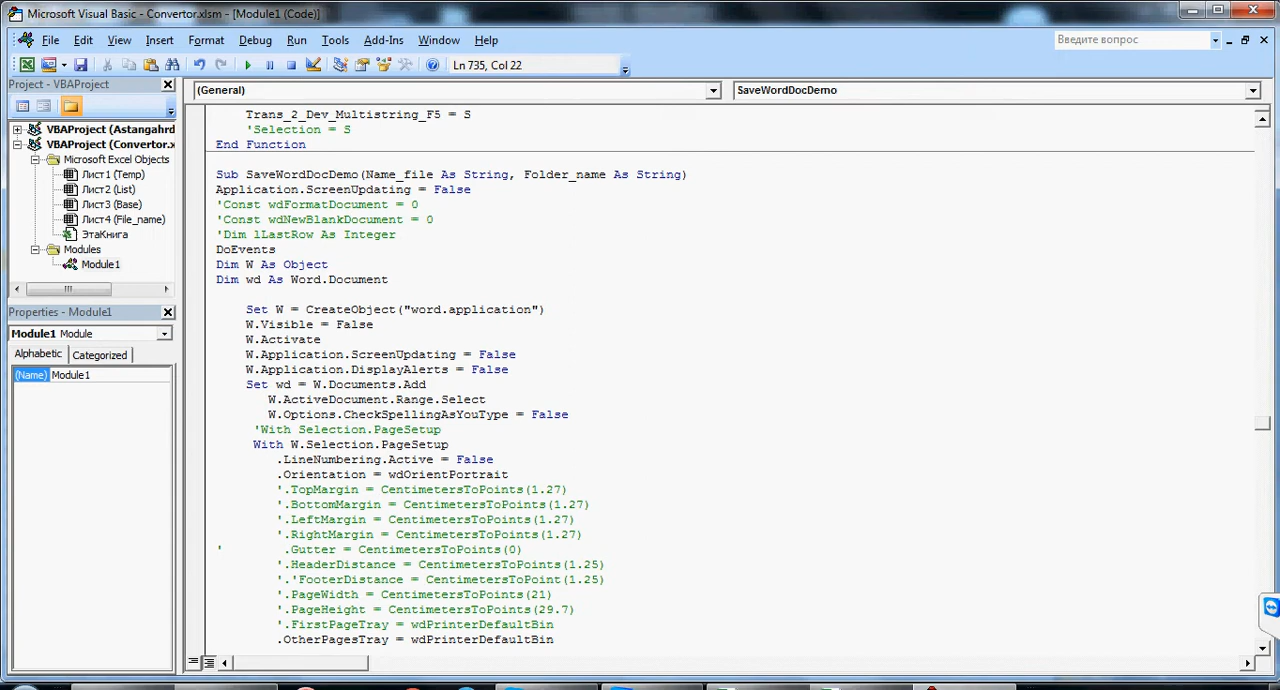 Microsoft Visual Basic - Convertor.xlsm - [Module1 (Code)]
File Edit View Insert Format Debug Run Tools Add-Ins Window Help
Введите вопрос
Ln 735, Col 22
Project - VBAProject
(General)
SaveWordDocDemo
VBAProject (Astangahrd
VBAProject (Convertor.x
Microsoft Excel Objects
Лист1 (Temp)
Лист2 (List)
Лист3 (Base)
Лист4 (File_name)
ЭтаКнига
Modules
Module1
Properties - Module1
Module1 Module
Alphabetic Categorized
(Name) Module1
Trans_2_Dev_Multistring_F5 = S
'Selection = S
End Function
Sub SaveWordDocDemo(Name_file As String, Folder_name As String)
Application.ScreenUpdating = False
'Const wdFormatDocument = 0
'Const wdNewBlankDocument = 0
'Dim lLastRow As Integer
DoEvents
Dim W As Object
Dim wd As Word.Document
Set W = CreateObject("word.application")
W.Visible = False
W.Activate
W.Application.ScreenUpdating = False
W.Application.DisplayAlerts = False
Set wd = W.Documents.Add
W.ActiveDocument.Range.Select
W.Options.CheckSpellingAsYouType = False
'With Selection.PageSetup
With W.Selection.PageSetup
.LineNumbering.Active = False
.Orientation = wdOrientPortrait
'.TopMargin = CentimetersToPoints(1.27)
'.BottomMargin = CentimetersToPoints(1.27)
'.LeftMargin = CentimetersToPoints(1.27)
'.RightMargin = CentimetersToPoints(1.27)
' .Gutter = CentimetersToPoints(0)
'.HeaderDistance = CentimetersToPoints(1.25)
'.'FooterDistance = CentimetersToPoint(1.25)
'.PageWidth = CentimetersToPoints(21)
'.PageHeight = CentimetersToPoints(29.7)
'.FirstPageTray = wdPrinterDefaultBin
.OtherPagesTray = wdPrinterDefaultBin